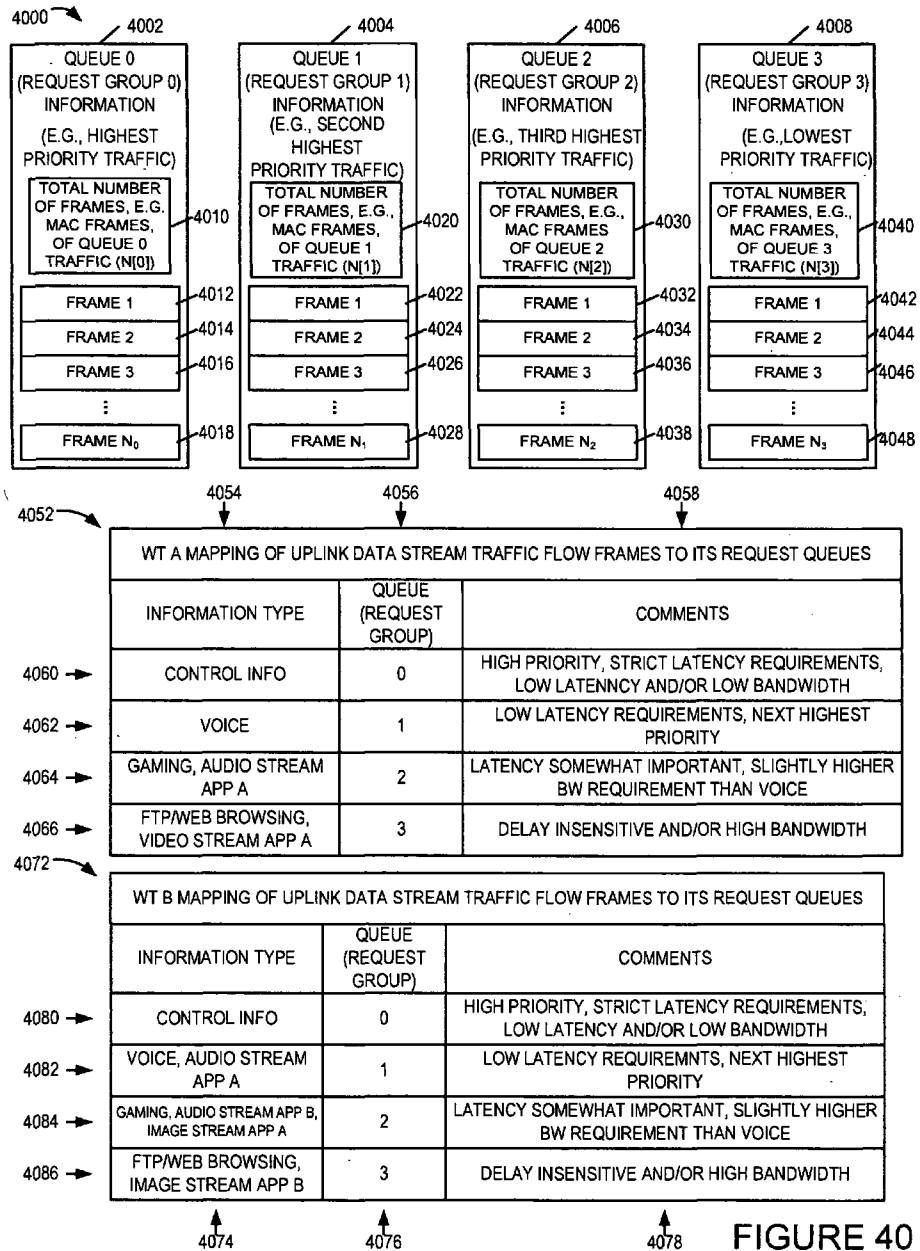 4000
4002
4004
4006
4008
QUEUE 0
(REQUEST GROUP 0)
INFORMATION
(E.G., HIGHEST
PRIORITY TRAFFIC)
TOTAL NUMBER
OF FRAMES, E.G.
MAC FRAMES,
OF QUEUE 0
TRAFFIC (N[0])
4010
FRAME 1
4012
FRAME 2
4014
FRAME 3
4016
⋮
FRAME N₀
4018
QUEUE 1
(REQUEST GROUP 1)
INFORMATION
(E.G., SECOND
HIGHEST
PRIORITY TRAFFIC)
TOTAL NUMBER
OF FRAMES, E.G.,
MAC FRAMES,
OF QUEUE 1
TRAFFIC (N[1])
4020
FRAME 1
4022
FRAME 2
4024
FRAME 3
4026
⋮
FRAME N₁
4028
QUEUE 2
(REQUEST GROUP 2)
INFORMATION
(E.G., THIRD HIGHEST
PRIORITY TRAFFIC)
TOTAL NUMBER
OF FRAMES, E.G.,
MAC FRAMES,
OF QUEUE 2
TRAFFIC (N[2])
4030
FRAME 1
4032
FRAME 2
4034
FRAME 3
4036
⋮
FRAME N₂
4038
QUEUE 3
(REQUEST GROUP 3)
INFORMATION
(E.G.,LOWEST
PRIORITY TRAFFIC)
TOTAL NUMBER
OF FRAMES, E.G.,
MAC FRAMES,
OF QUEUE 3
TRAFFIC (N[3])
4040
FRAME 1
4042
FRAME 2
4044
FRAME 3
4046
⋮
FRAME N₃
4048
4052
4054
4056
4058
WT A MAPPING OF UPLINK DATA STREAM TRAFFIC FLOW FRAMES TO ITS REQUEST QUEUES
INFORMATION TYPE
QUEUE
(REQUEST
GROUP)
COMMENTS
4060
CONTROL INFO
0
HIGH PRIORITY, STRICT LATENCY REQUIREMENTS,
LOW LATENNCY AND/OR LOW BANDWIDTH
4062
VOICE
1
LOW LATENCY REQUIREMENTS, NEXT HIGHEST
PRIORITY
4064
GAMING, AUDIO STREAM
APP A
2
LATENCY SOMEWHAT IMPORTANT, SLIGHTLY HIGHER
BW REQUIREMENT THAN VOICE
4066
FTP/WEB BROWSING,
VIDEO STREAM APP A
3
DELAY INSENSITIVE AND/OR HIGH BANDWIDTH
4072
WT B MAPPING OF UPLINK DATA STREAM TRAFFIC FLOW FRAMES TO ITS REQUEST QUEUES
INFORMATION TYPE
QUEUE
(REQUEST
GROUP)
COMMENTS
4080
CONTROL INFO
0
HIGH PRIORITY, STRICT LATENCY REQUIREMENTS,
LOW LATENCY AND/OR LOW BANDWIDTH
4082
VOICE, AUDIO STREAM
APP A
1
LOW LATENCY REQUIREMNTS, NEXT HIGHEST
PRIORITY
4084
GAMING, AUDIO STREAM APP B,
IMAGE STREAM APP A
2
LATENCY SOMEWHAT IMPORTANT, SLIGHTLY HIGHER
BW REQUIREMENT THAN VOICE
4086
FTP/WEB BROWSING,
IMAGE STREAM APP B
3
DELAY INSENSITIVE AND/OR HIGH BANDWIDTH
4074
4076
4078
FIGURE 40